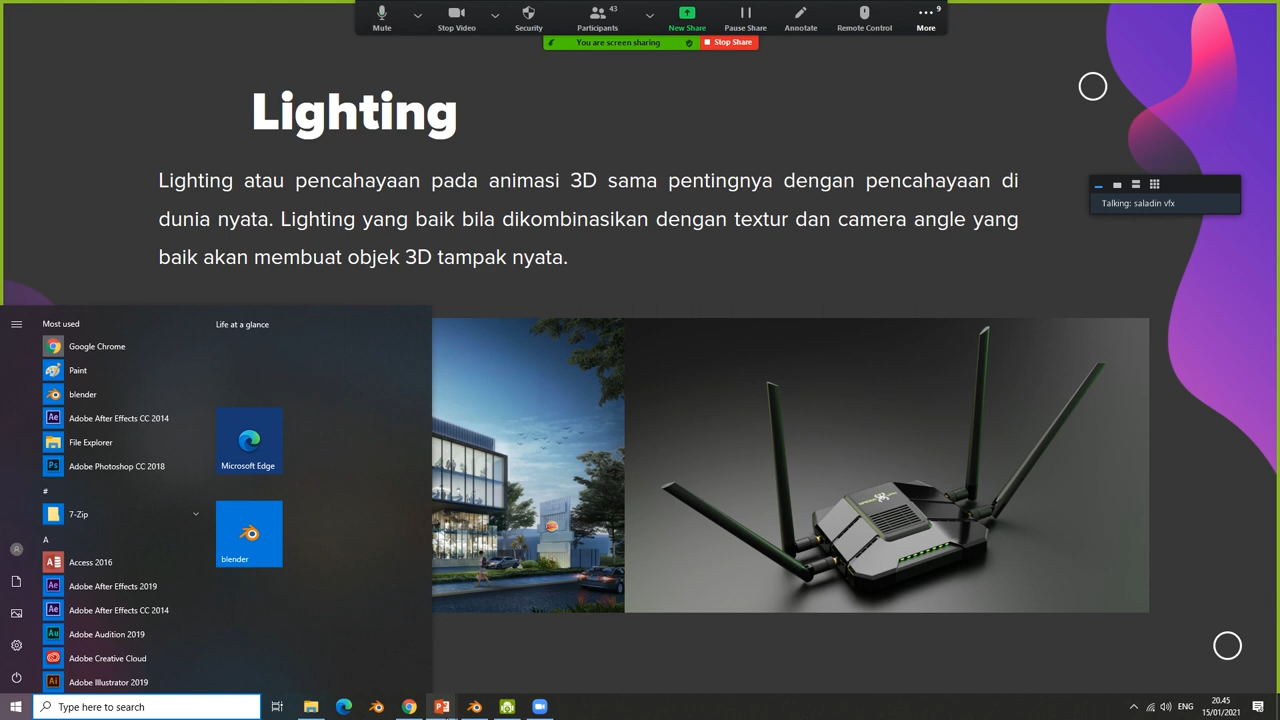 43
9
Mute
Stop Video
Security
Participants
New Share
Pause Share
Annotate
Remote Control
More
You are screen sharing
Stop Share
Lighting
Lighting atau pencahayaan pada animasi 3D sama pentingnya dengan pencahayaan di
dunia nyata. Lighting yang baik bila dikombinasikan dengan textur dan camera angle yang
baik akan membuat objek 3D tampak nyata.
Talking: saladin vfx
Most used
Life at a glance
Google Chrome
Paint
blender
Adobe After Effects CC 2014
File Explorer
Adobe Photoshop CC 2018
Microsoft Edge
#
7-Zip
A
Access 2016
blender
Adobe After Effects 2019
Adobe After Effects CC 2014
Adobe Audition 2019
Adobe Creative Cloud
Adobe Illustrator 2019
Type here to search
ENG
20.45
15/01/2021